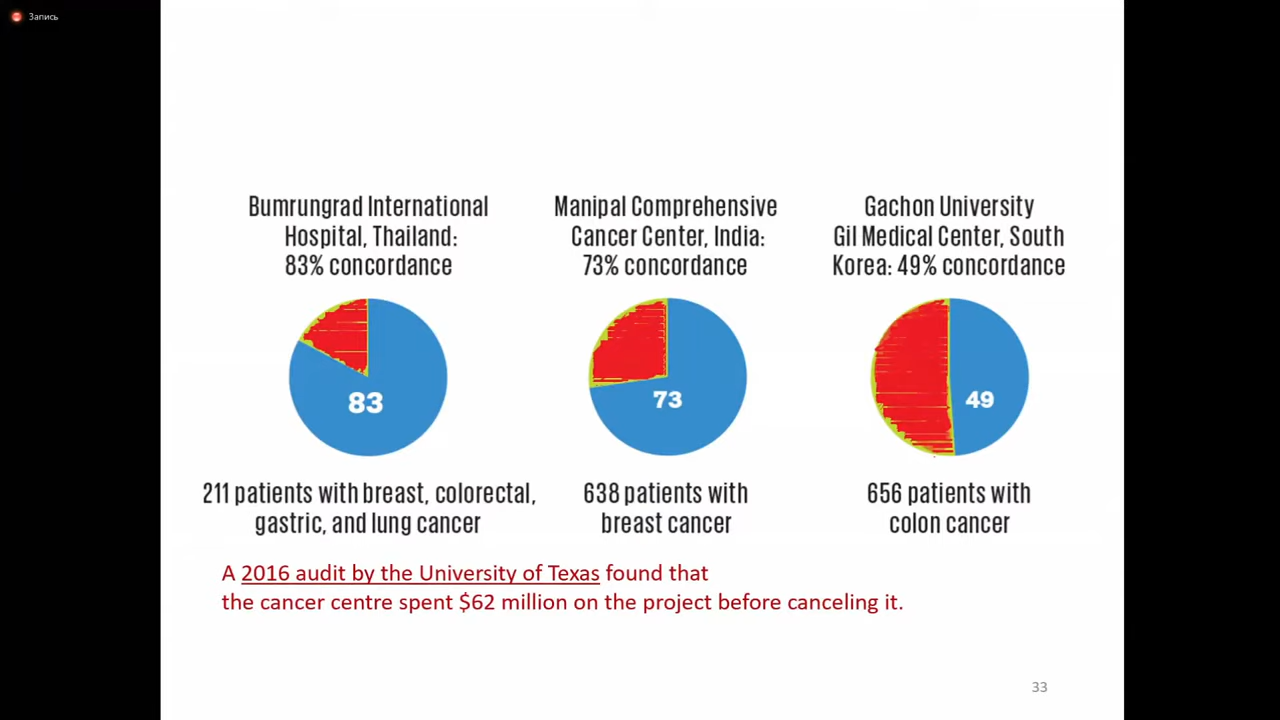 Запись
Bumrungrad International
Hospital, Thailand:
83% concordance
83
211 patients with breast, colorectal,
gastric, and lung cancer
Manipal Comprehensive
Cancer Center, India:
73% concordance
73
638 patients with
breast cancer
Gachon University
Gil Medical Center, South
Korea: 49% concordance
49
656 patients with
colon cancer
A 2016 audit by the University of Texas found that
the cancer centre spent $62 million on the project before canceling it.
33